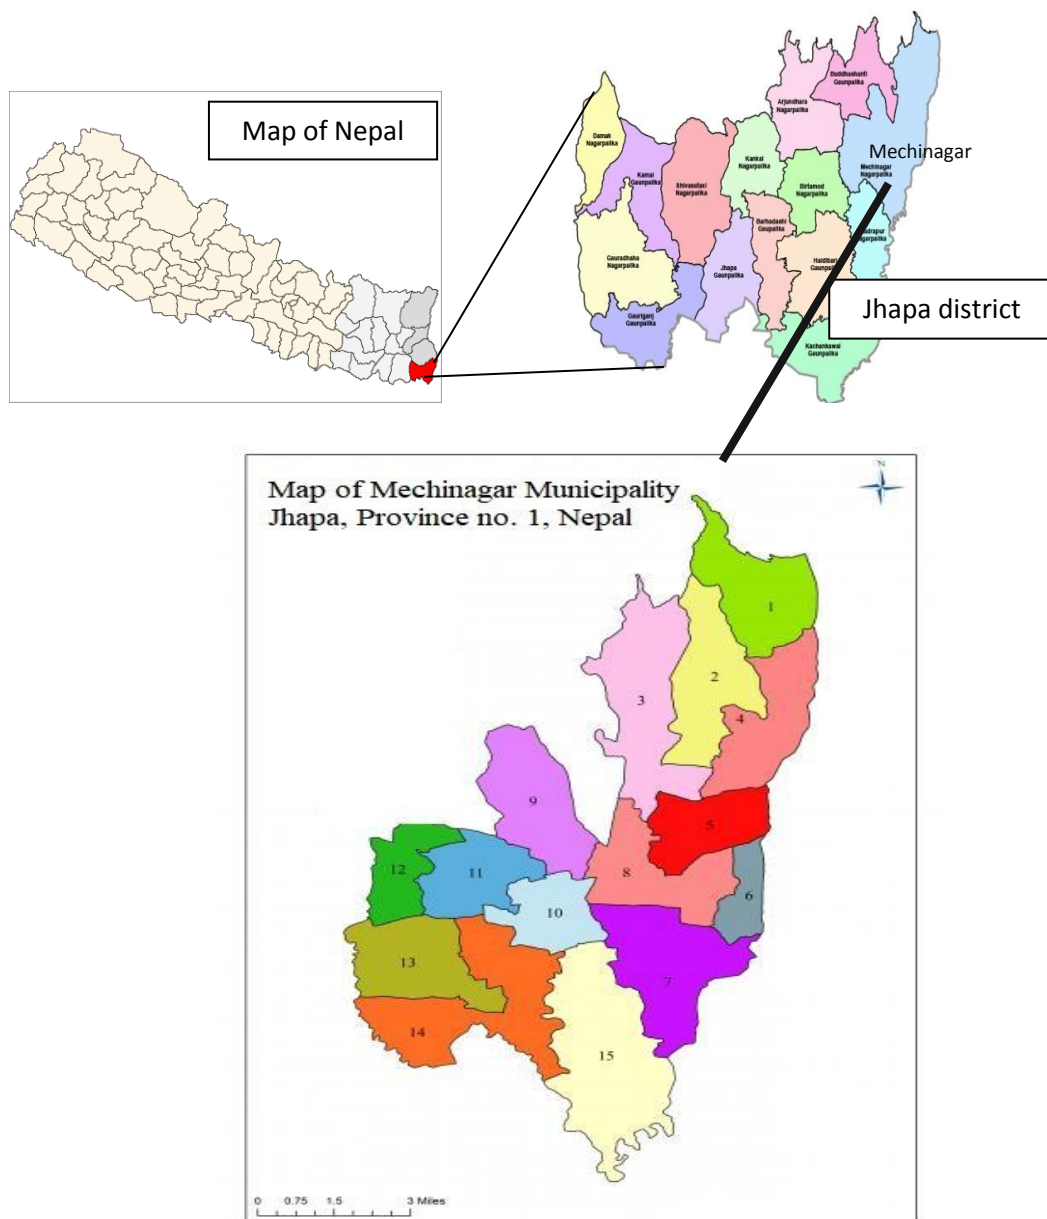 Map of Nepal
Buddhashanti
Gaunpalika
Arjundhara
Nagarpalika
Damak
Nagarpalika
Mechinagar
Kankai
Nagarpalika
Mechinagar
Nagarpalika
Kamal
Gaunpalika
Shivasataxi
Nagarpalika
Birtamod
Nagarpalika
Barhadashi
Gaupalika
Gauradhaha
Nagarpalika
Haldibari
Jhapa
Gaunpalika
Gauriganj
Gaunpalika
Jhapa district
Kachankawal
Gaunpalika
Map of Mechinagar Municipality
Jhapa, Province no. 1, Nepal
N
1
2
3
4
9
5
12
11
8
6
10
13
7
14
15
0 0.75 1.5 3 Miles